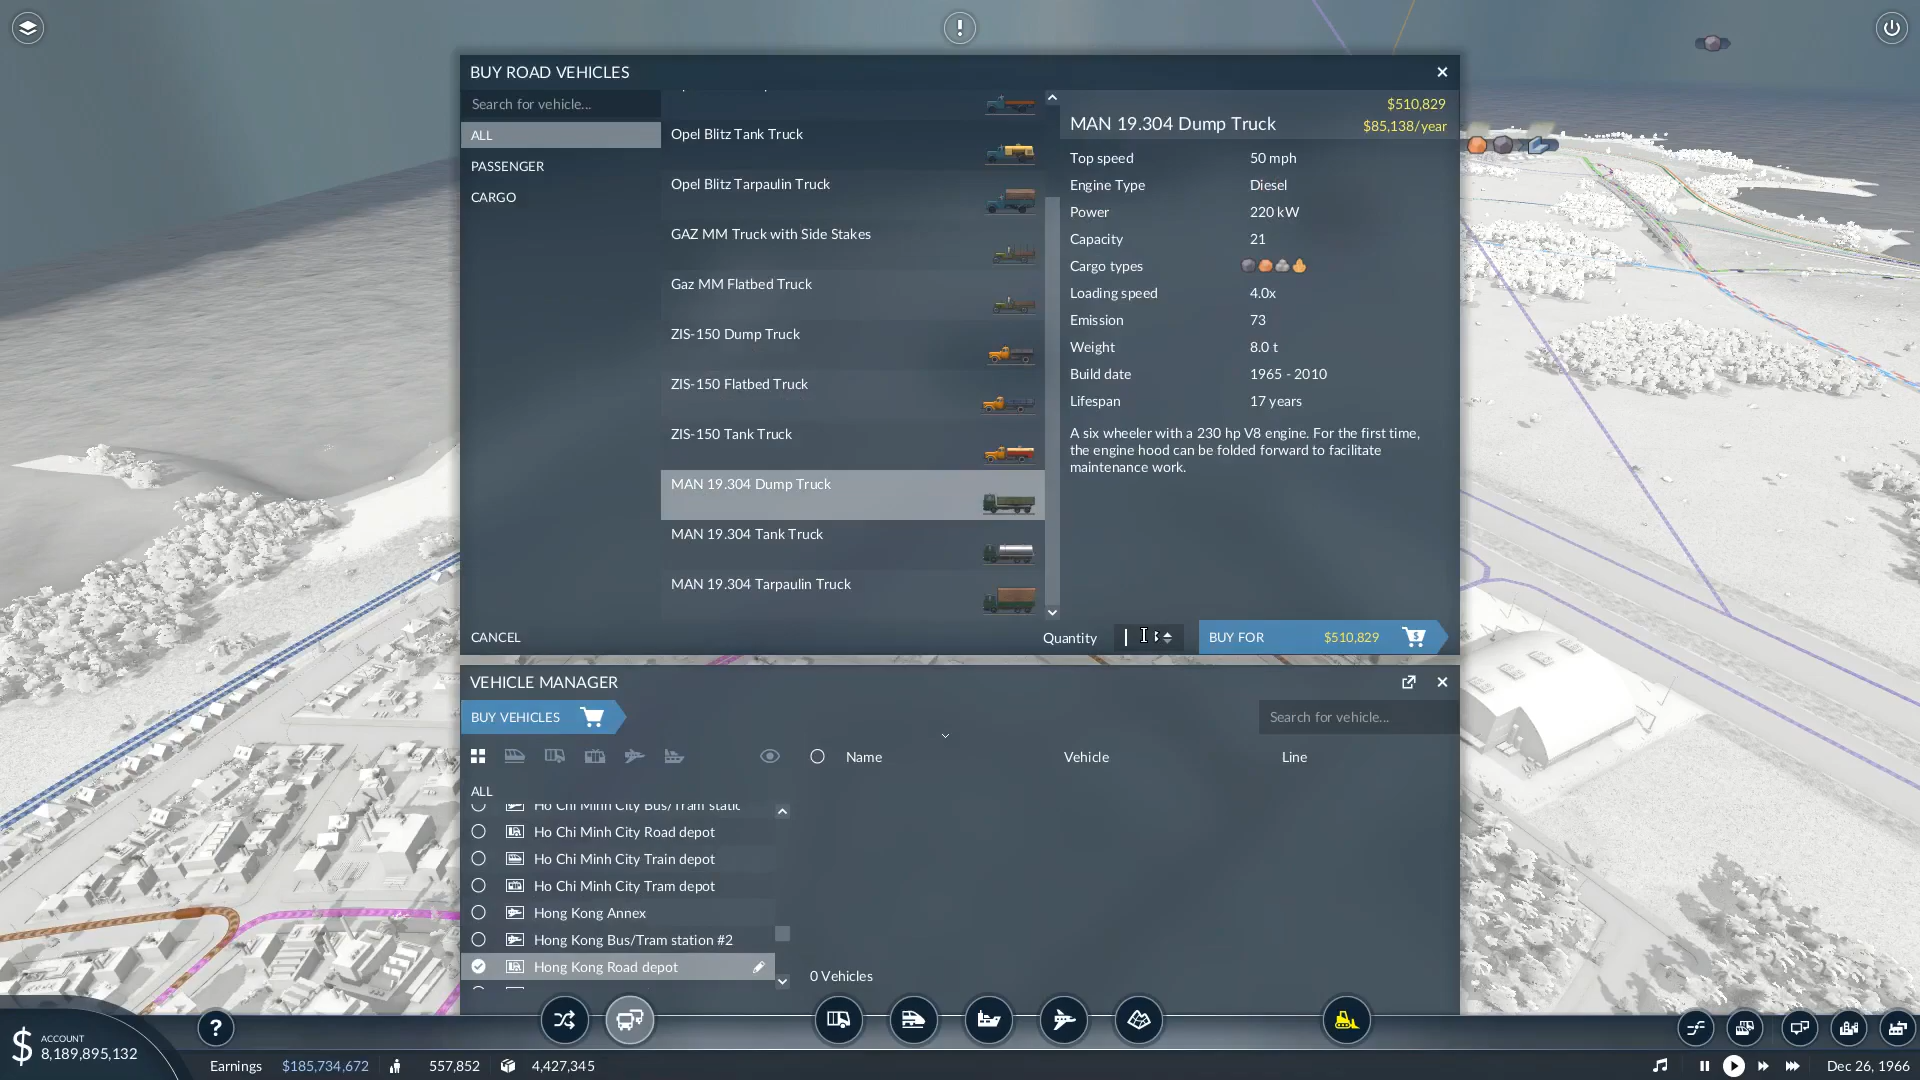 BUY ROAD VEHICLES
Search for vehicle...
ALL
PASSENGER
CARGO
Opel Blitz Tank Truck
Opel Blitz Tarpaulin Truck
GAZ MM Truck with Side Stakes
Gaz MM Flatbed Truck
ZIS-150 Dump Truck
ZIS-150 Flatbed Truck
ZIS-150 Tank Truck
MAN 19.304 Dump Truck
MAN 19.304 Tank Truck
MAN 19.304 Tarpaulin Truck
$510,829
MAN 19.304 Dump Truck
$85,138/year
Top speed 50 mph
Engine Type Diesel
Power 220 kW
Capacity 21
Cargo types
Loading speed 4.0x
Emission 73
Weight 8.0 t
Build date 1965 - 2010
Lifespan 17 years
A six wheeler with a 230 hp V8 engine. For the first time,
the engine hood can be folded forward to facilitate
maintenance work.
CANCEL
Quantity
BUY FOR $510,829
VEHICLE MANAGER
BUY VEHICLES
Search for vehicle...
Name Vehicle Line
ALL
Ho Chi Minh City Bus/Tram static
Ho Chi Minh City Road depot
Ho Chi Minh City Train depot
Ho Chi Minh City Tram depot
Hong Kong Annex
Hong Kong Bus/Tram station #2
Hong Kong Road depot
0 Vehicles
?
$ ACCOUNT
8,189,895,132
Earnings $185,734,672 557,852 4,427,345
Dec 26, 1966